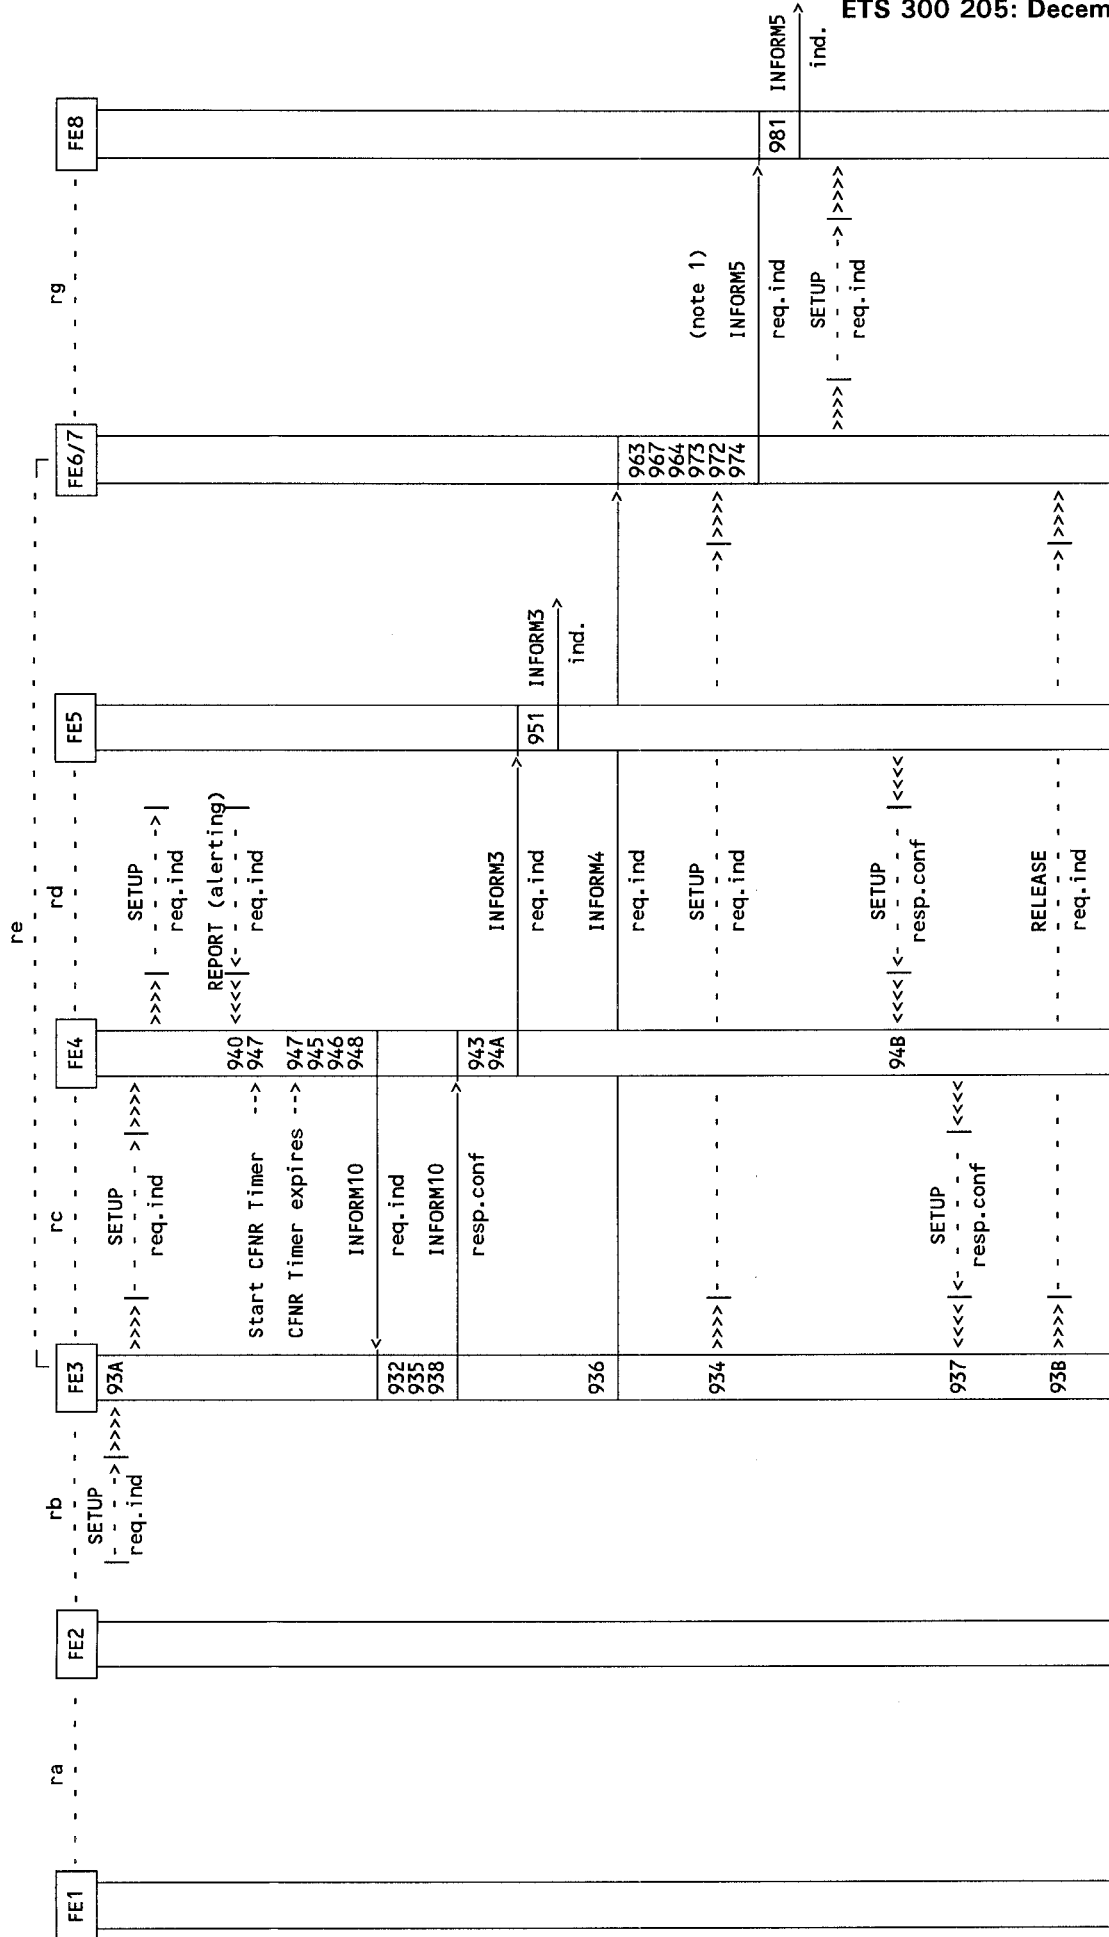 ETS 300 205: Decem
re
ra
rb
rc
rd
rg
FE1
FE2
FE3
FE4
FE5
FE6/7
FE8
SETUP
|- - - ->|>>>>
req.ind
93A
SETUP
>>>>|- - - ->|>>>>
req.ind
SETUP
>>>>|- - - ->|
req.ind
REPORT (alerting)
<<<<|<- - - -|
req.ind
940
Start CFNR Timer --> 947
CFNR Timer expires --> 947
945
946
948
INFORM10
req.ind
932
935
938
INFORM10
resp.conf
943
94A
INFORM3
req.ind
951
INFORM3
ind.
936
INFORM4
req.ind
963
967
964
973
972
974
934
SETUP
>>>>| - - - ->|>>>>
req.ind
(note 1)
INFORM5
req.ind
981
INFORM5
ind.
SETUP
>>>>|- - - ->|>>>>
req.ind
SETUP
<<<<|<- - - -|<<<<
resp.conf
94B
SETUP
<<<<|<- - - -|<<<<
resp.conf
937
RELEASE
>>>>| - - - ->|>>>>
req.ind
93B